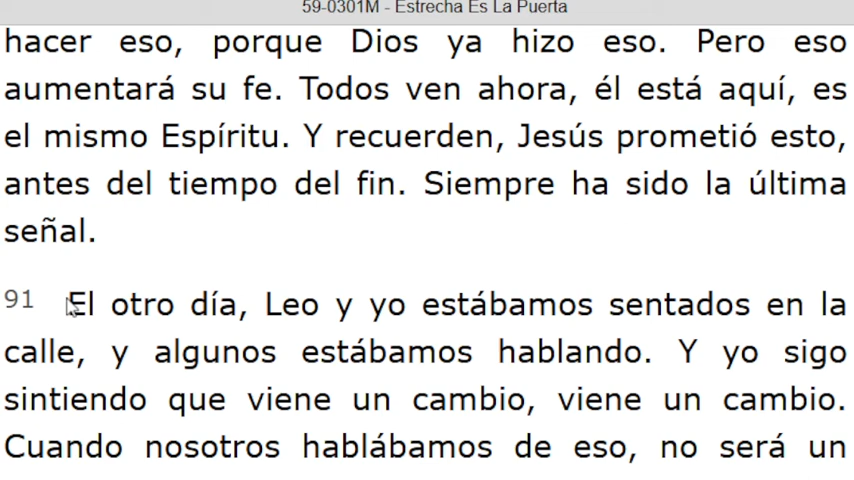 59-0301M - Estrecha Es La Puerta
hacer eso, porque Dios ya hizo eso. Pero eso
aumentará su fe. Todos ven ahora, él está aquí, es
el mismo Espíritu. Y recuerden, Jesús prometió esto,
antes del tiempo del fin. Siempre ha sido la última
señal.
91 El otro día, Leo y yo estábamos sentados en la
calle, y algunos estábamos hablando. Y yo sigo
sintiendo que viene un cambio, viene un cambio.
Cuando nosotros hablábamos de eso, no será un